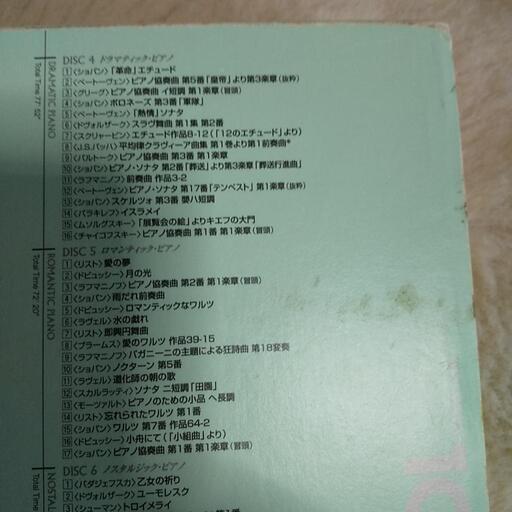 DISC 4 ドラマティック・ピアノ
1 〈ショパン〉「革命」エチュード
2 〈ベートーヴェン〉ピアノ協奏曲 第5番「皇帝」より第3楽章(抜粋)
3 〈グリーグ〉ピアノ協奏曲 イ短調 第1楽章(冒頭)
4 〈ショパン〉ポロネーズ 第3番「軍隊」
5 〈ベートーヴェン〉「熱情」ソナタ
6 〈ドヴォルザーク〉スラヴ舞曲 第1集 第2番
7 〈スクリャービン〉エチュード作品8-12(「12のエチュード」より)
8 〈J.S.バッハ〉平均律クラヴィーア曲集 第1巻より第1前奏曲*
9 〈バルトーク〉ピアノ協奏曲 第3番 第1楽章
10 〈ショパン〉ピアノ・ソナタ 第2番「葬送」より第3楽章「葬送行進曲」
11 〈ラフマニノフ〉前奏曲 作品3-2
12 〈ベートーヴェン〉ピアノ・ソナタ 第17番「テンペスト」第1楽章(抜粋)
13 〈ショパン〉スケルツォ 第3番 嬰ハ短調
14 〈バラキレフ〉イスラメイ
15 〈ムソルグスキー〉「展覧会の絵」よりキエフの大門
16 〈チャイコフスキー〉ピアノ協奏曲 第1番 第1楽章(冒頭)
DRAMATIC PIANO
Total Time 77' 52"
DISC 5 ロマンティック・ピアノ
1 〈リスト〉愛の夢
2 〈ドビュッシー〉月の光
3 〈ラフマニノフ〉ピアノ協奏曲 第2番 第1楽章(冒頭)
4 〈ショパン〉雨だれ前奏曲
5 〈ドビュッシー〉ロマンティックなワルツ
6 〈ラヴェル〉水の戯れ
7 〈リスト〉即興円舞曲
8 〈ブラームス〉愛のワルツ 作品39-15
9 〈ラフマニノフ〉パガニーニの主題による狂詩曲 第18変奏
10 〈ショパン〉ノクターン 第5番
11 〈ラヴェル〉道化師の朝の歌
12 〈スカルラッティ〉ソナタ ニ短調「田園」
13 〈モーツァルト〉ピアノのための小品 ヘ長調
14 〈リスト〉忘れられたワルツ 第1番
15 〈ショパン〉ワルツ 第7番 作品64-2
16 〈ドビュッシー〉小舟にて(「小組曲」より)
17 〈ショパン〉ピアノ協奏曲 第1番 第1楽章(冒頭)
ROMANTIC PIANO
Total Time 72' 20"
DISC 6 ノスタルジック・ピアノ
1 〈バダジェフスカ〉乙女の祈り
2 〈ドヴォルザーク〉ユーモレスク
3 〈シューマン〉トロイメライ
NOSTAL
Total Time